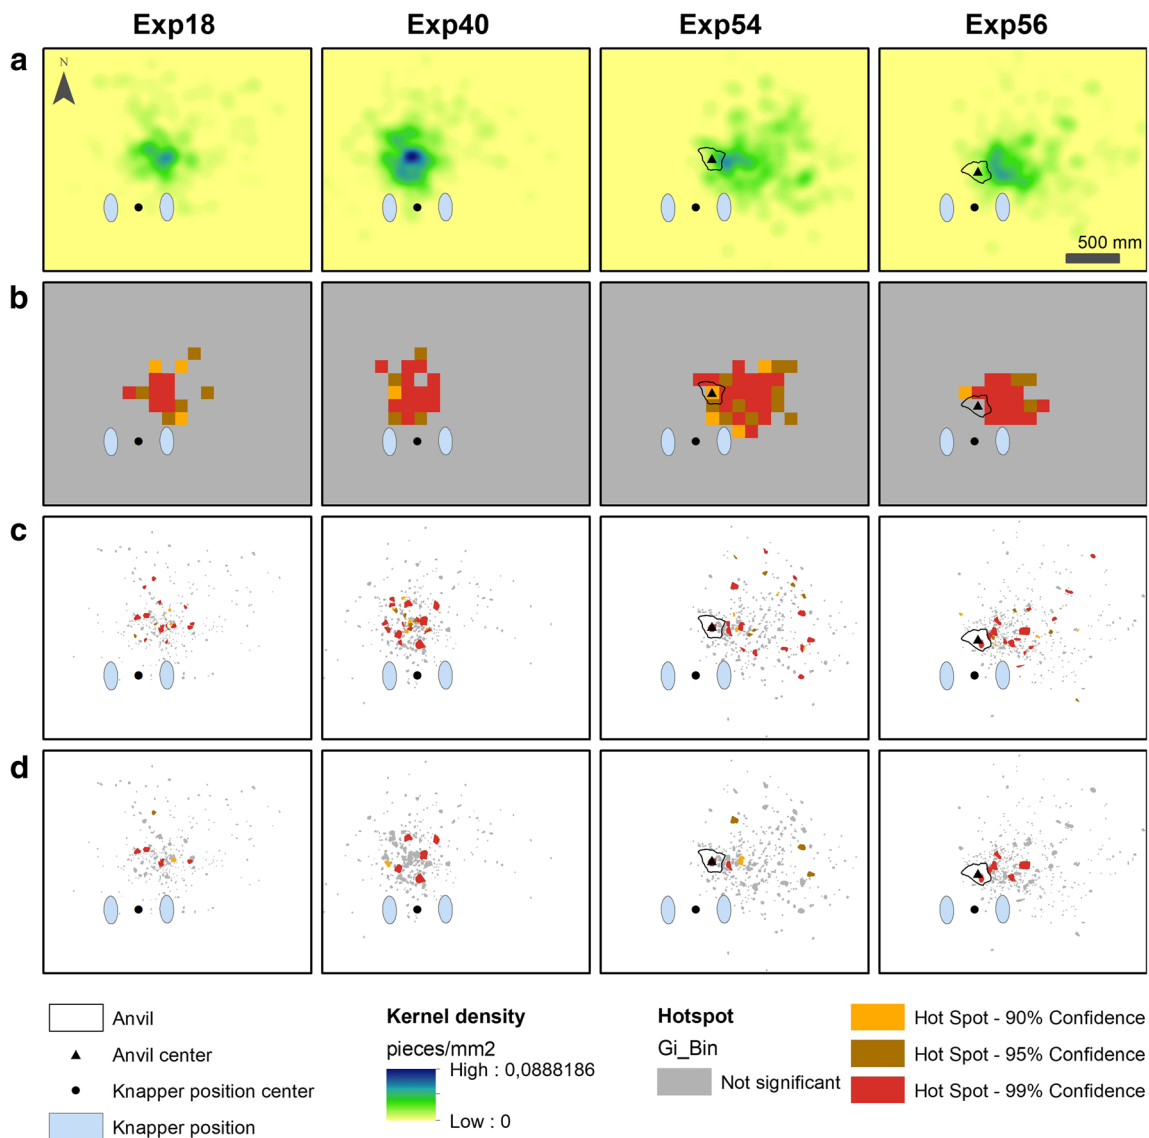 Exp18 Exp40 Exp54 Exp56
a
N
500 mm
b
c
d
Anvil
Anvil center
Knapper position center
Knapper position
Kernel density
pieces/mm2
High : 0,0888186
Low : 0
Hotspot
Gi_Bin
Not significant
Hot Spot - 90% Confidence
Hot Spot - 95% Confidence
Hot Spot - 99% Confidence